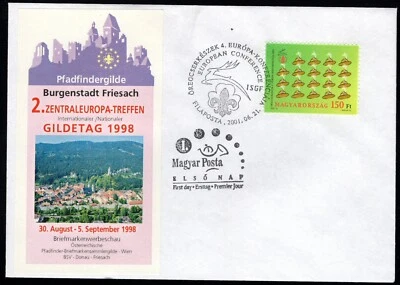 Pfadfindergilde
Burgenstadt Friesach
2.ZENTRALEUROPA-TREFFEN
Internationaler /Nationaler
GILDETAG 1998
30. August - 5. September 1998
Briefmarkenwerbeschau
Österreichische
Pfadfinder-Briefmarkensammlergilde - Wien
BSV - Donau - Friesach
ÖREGCSERKÉSZEK 4. EURÓPA-KONFERENCIÁJA
EUROPEAN CONFERENCE
ISGF
FILAPOSTA, 2001.06.21.
MAGYARORSZÁG 150 Ft
1.
Magyar Posta
ELSŐ NAP
First day • Ersttag • Premier Jour